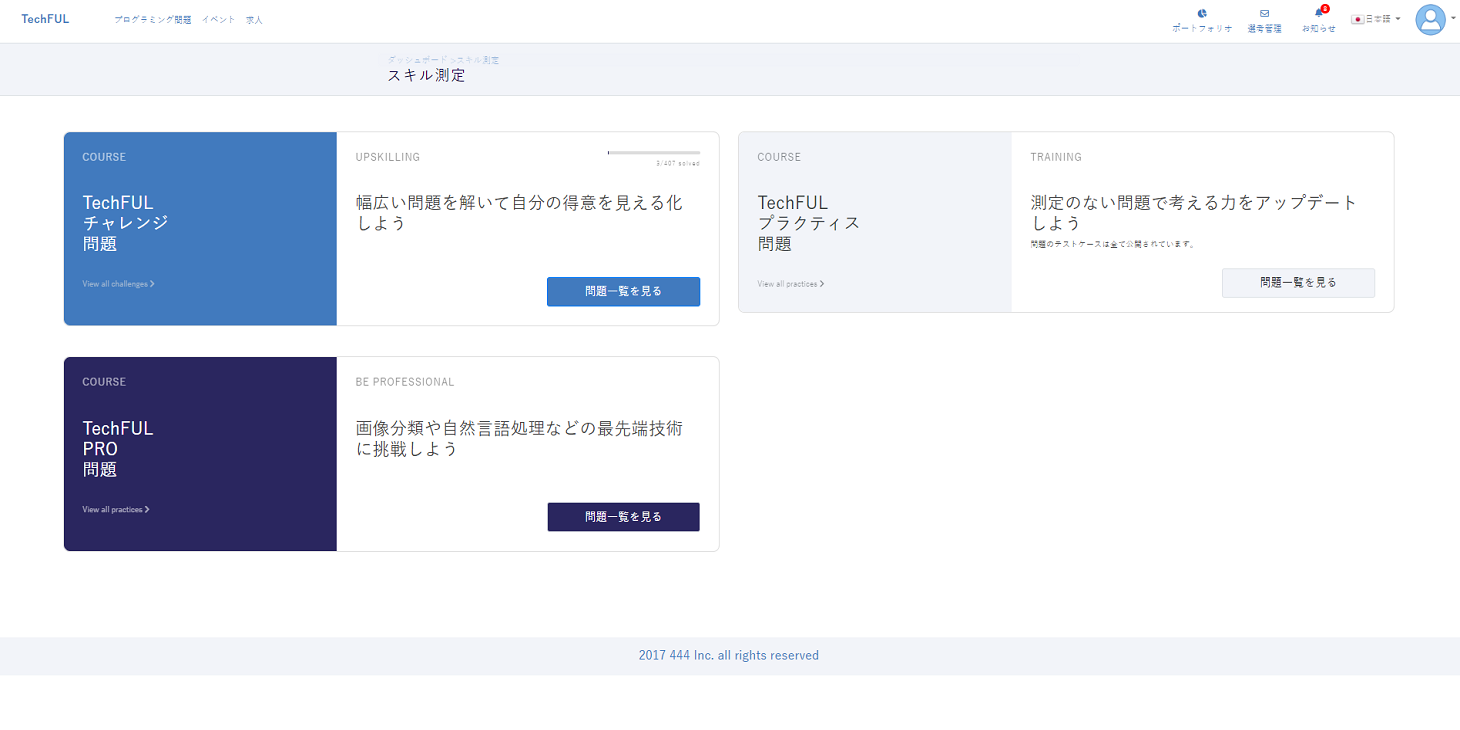 TechFUL
プログラミング問題 イベント 求人
ポートフォリオ 選考管理 お知らせ 日本語
ダッシュボード>スキル測定
スキル測定
COURSE
TechFUL
チャレンジ
問題
View all challenges
UPSKILLING
3/407 solved
幅広い問題を解いて自分の得意を見える化
しよう
問題一覧を見る
COURSE
TechFUL
プラクティス
問題
View all practices
TRAINING
測定のない問題で考える力をアップデート
しよう
問題のテストケースは全て公開されています。
問題一覧を見る
COURSE
TechFUL
PRO
問題
View all practices
BE PROFESSIONAL
画像分類や自然言語処理などの最先端技術
に挑戦しよう
問題一覧を見る
2017 444 Inc. all rights reserved